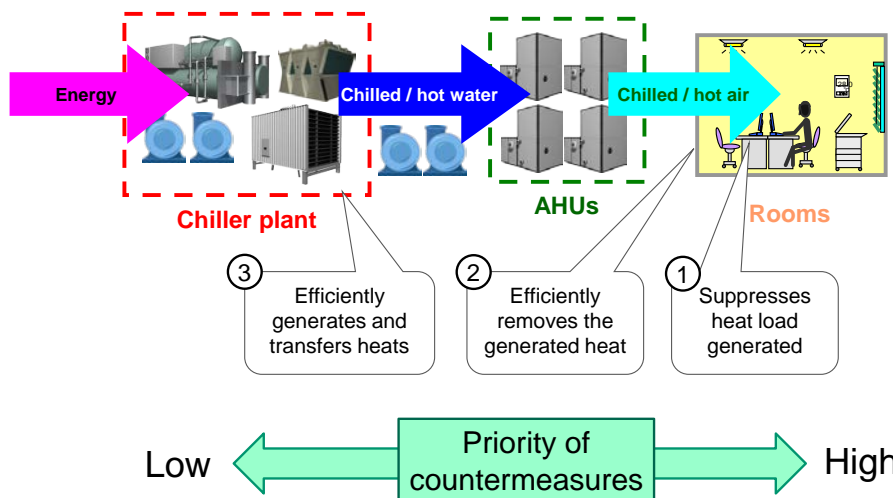 Energy
Chilled / hot water
Chilled / hot air
Chiller plant
AHUs
Rooms
3
Efficiently
generates and
transfers heats
2
Efficiently
removes the
generated heat
1
Suppresses
heat load
generated
Low
Priority of
countermeasures
High